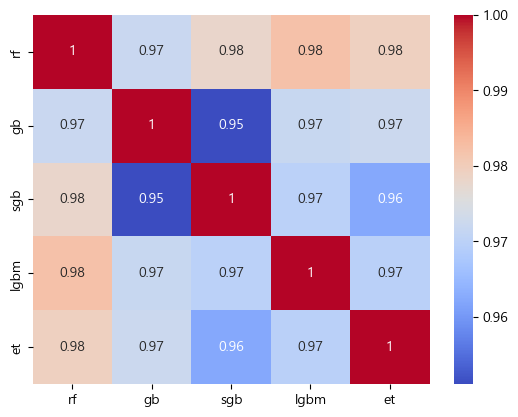 rf 1 0.97 0.98 0.98 0.98
gb 0.97 1 0.95 0.97 0.97
sgb 0.98 0.95 1 0.97 0.96
lgbm 0.98 0.97 0.97 1 0.97
et 0.98 0.97 0.96 0.97 1
rf gb sgb lgbm et
1.00
0.99
0.98
0.97
0.96